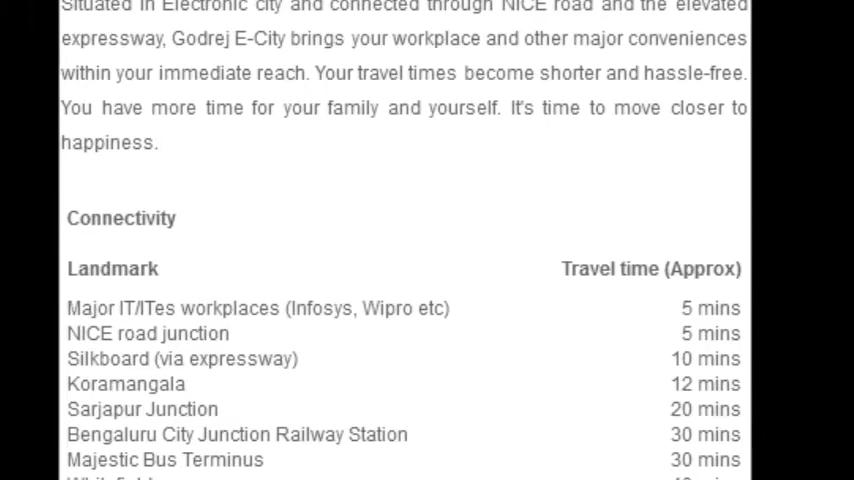 Situated in Electronic city and connected through NICE road and the elevated
expressway, Godrej E-City brings your workplace and other major conveniences
within your immediate reach. Your travel times become shorter and hassle-free.
You have more time for your family and yourself. It's time to move closer to
happiness.
Connectivity
Landmark Travel time (Approx)
Major IT/ITes workplaces (Infosys, Wipro etc) 5 mins
NICE road junction 5 mins
Silkboard (via expressway) 10 mins
Koramangala 12 mins
Sarjapur Junction 20 mins
Bengaluru City Junction Railway Station 30 mins
Majestic Bus Terminus 30 mins